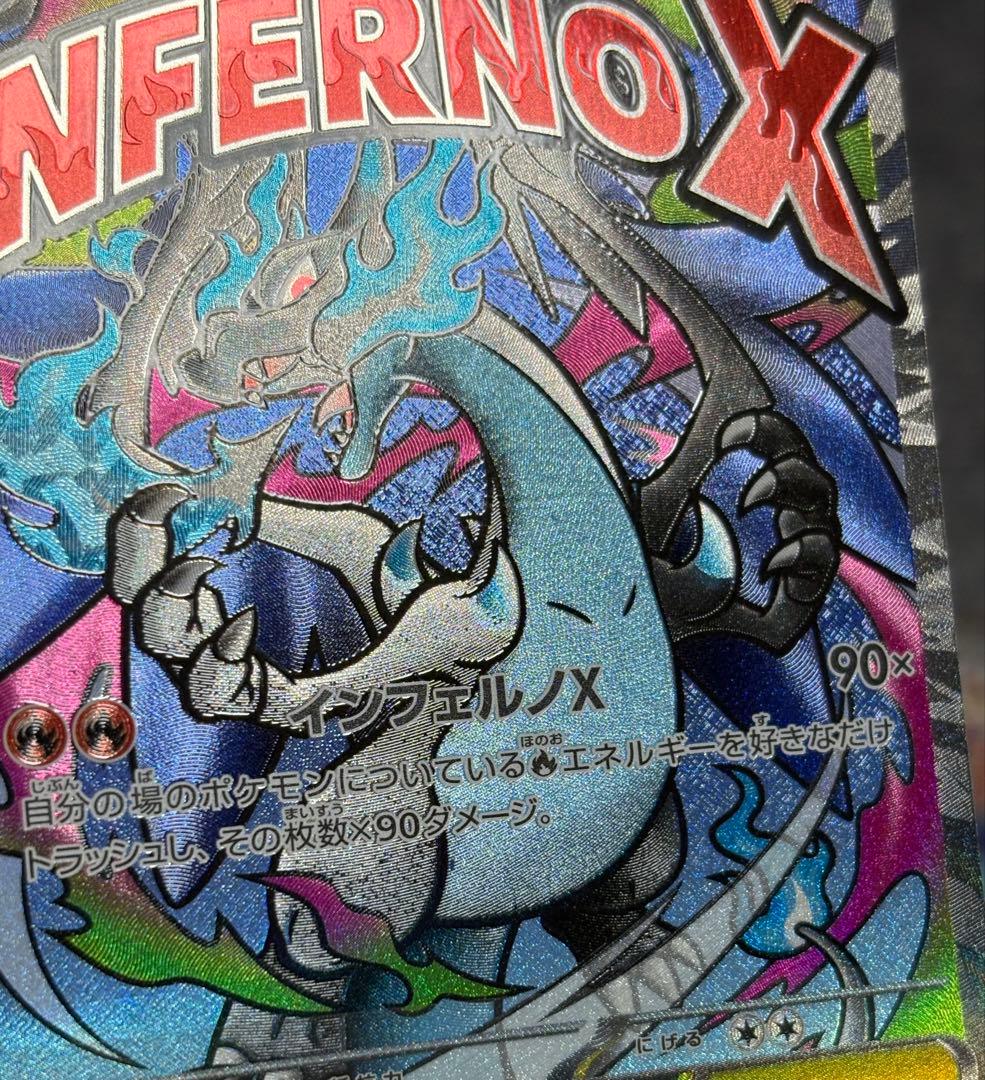 NFERNO X
インフェルノX 90×
自分の場のポケモンについているエネルギーを好きなだけ
トラッシュし、その枚数×90ダメージ。
にげる